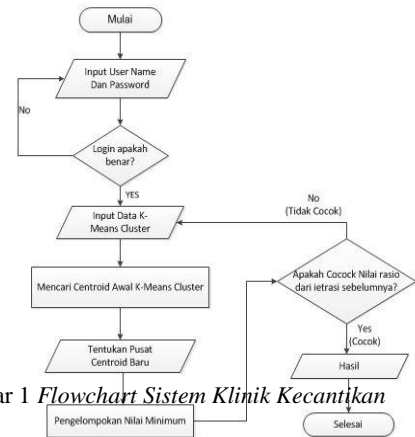 Mulai
Input User Name
Dan Password
No
Login apakah
benar?
YES
Input Data K-
Means Cluster
Mencari Centroid Awal K-Means Cluster
Tentukan Pusat
Centroid Baru
Pengelompokan Nilai Minimum
No
(Tidak Cocok)
Apakah Cocock Nilai rasio
dari ietrasi sebelumnya?
Yes
(Cocok)
Hasil
Selesai
ar 1 Flowchart Sistem Klinik Kecantikan